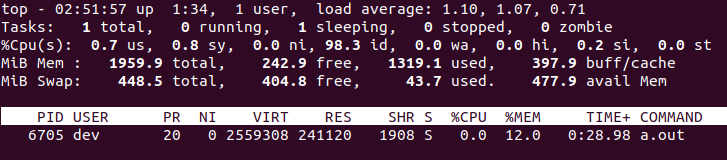 top - 02:51:57 up  1:34,  1 user,  load average: 1.10, 1.07, 0.71
Tasks:   1 total,   0 running,   1 sleeping,   0 stopped,   0 zombie
%Cpu(s):  0.7 us,  0.8 sy,  0.0 ni, 98.3 id,  0.0 wa,  0.0 hi,  0.2 si,  0.0 st
MiB Mem :   1959.9 total,    242.9 free,   1319.1 used,    397.9 buff/cache
MiB Swap:    448.5 total,    404.8 free,     43.7 used.    477.9 avail Mem
PID USER      PR  NI    VIRT    RES    SHR S  %CPU  %MEM     TIME+ COMMAND
6705 dev       20   0 2559308 241120   1908 S   0.0  12.0   0:28.98 a.out